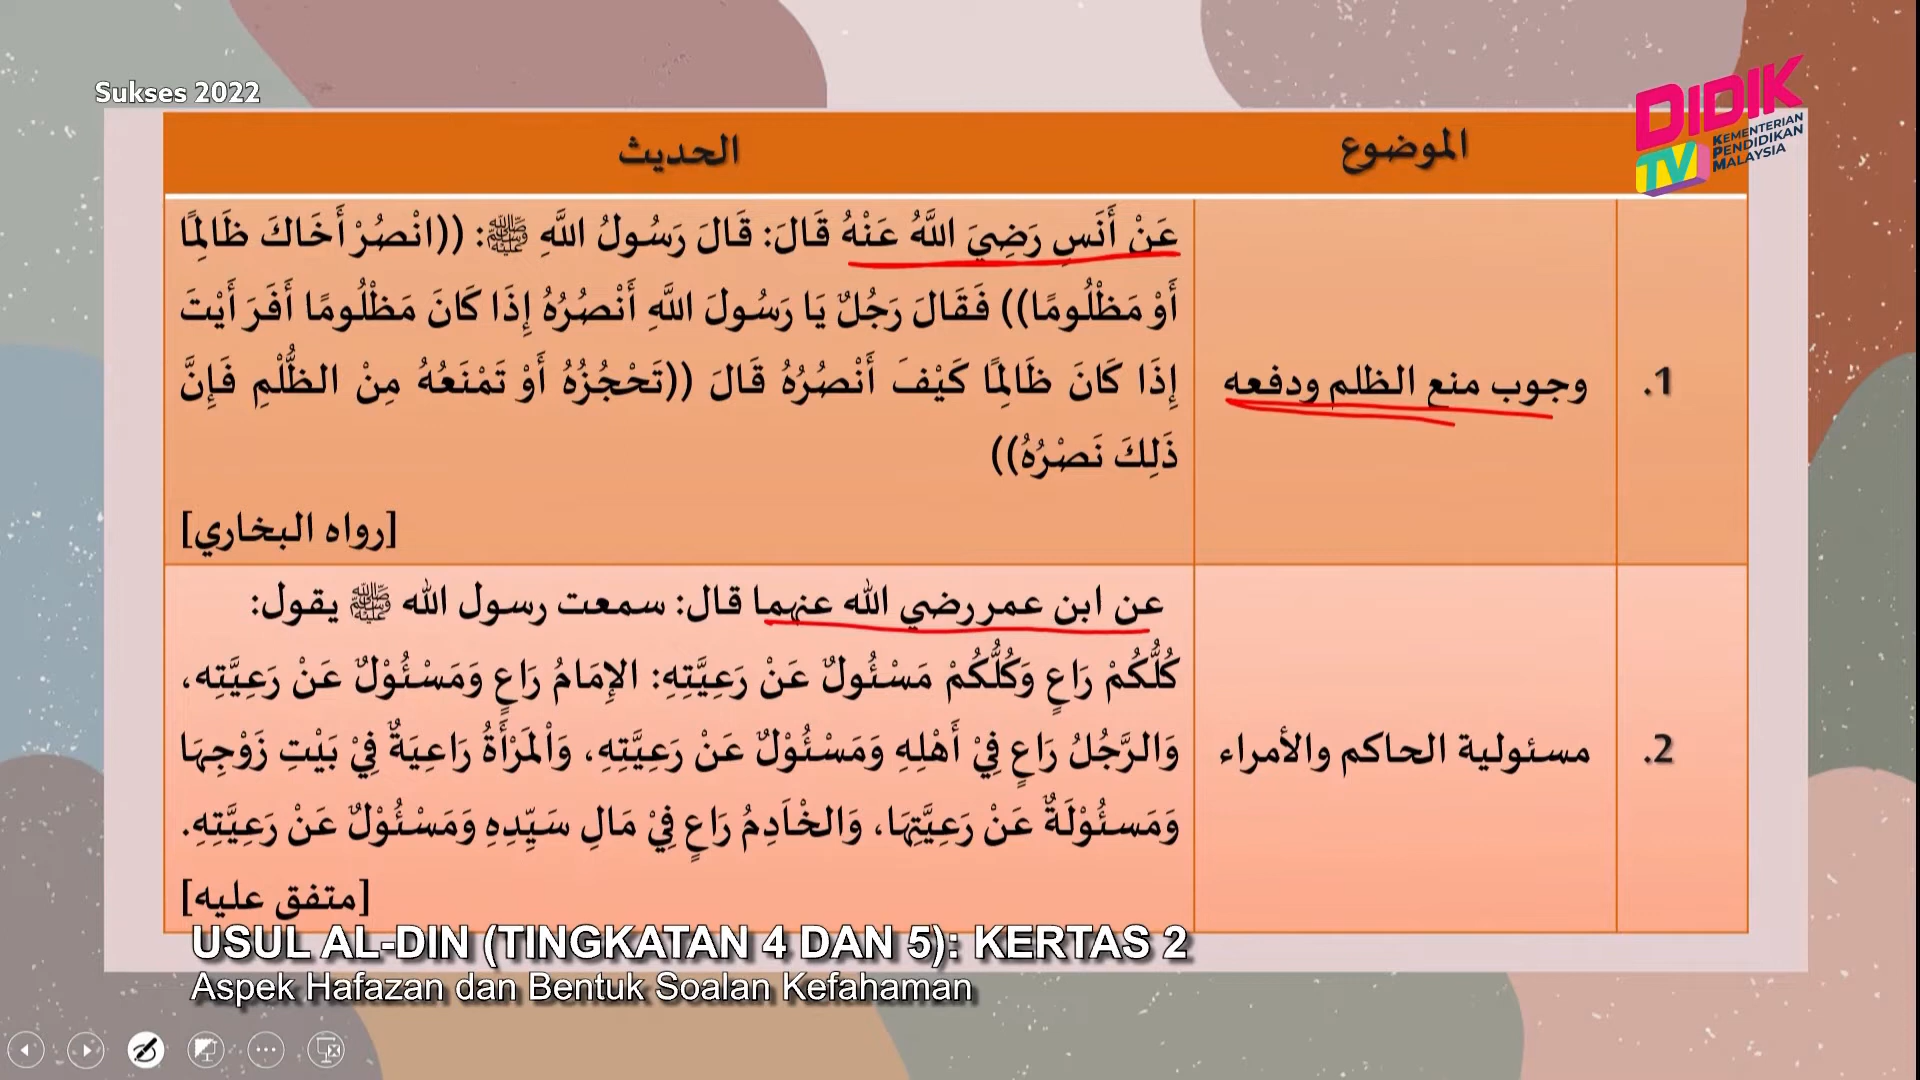 Sukses 2022
DIDIK
TV
KEMENTERIAN
PENDIDIKAN
MALAYSIA
الموضوع
الحديث
1.
وجوب منع الظلم ودفعه
عَنْ أَنَسٍ رَضِيَ اللَّهُ عَنْهُ قَالَ: قَالَ رَسُولُ اللَّهِ ﷺ: ((انْصُرْ أَخَاكَ ظَالِمًا
أَوْ مَظْلُومًا)) فَقَالَ رَجُلٌ يَا رَسُولَ اللَّهِ أَنْصُرُهُ إِذَا كَانَ مَظْلُومًا أَفَرَأَيْتَ
إِذَا كَانَ ظَالِمًا كَيْفَ أَنْصُرُهُ قَالَ ((تَحْجُزُهُ أَوْ تَمْنَعُهُ مِنْ الظُّلْمِ فَإِنَّ
ذَلِكَ نَصْرُهُ))
[رواه البخاري]
2.
مسئولية الحاكم والأمراء
عن ابن عمر رضي الله عنهما قال: سمعت رسول الله ﷺ يقول:
كُلُّكُمْ رَاعٍ وَكُلُّكُمْ مَسْئُولٌ عَنْ رَعِيَّتِهِ: الإِمَامُ رَاعٍ وَمَسْئُوْلٌ عَنْ رَعِيَّتِه،
وَالرَّجُلُ رَاعٍ فِيْ أَهْلِهِ وَمَسْئُوْلٌ عَنْ رَعِيَّتِهِ، وَاْلمَرْأَةُ رَاعِيَةٌ فِيْ بَيْتِ زَوْجِهَا
وَمَسئُوْلَةٌ عَنْ رَعِيَّتِهَا، وَالخْاَدِمُ رَاعٍ فِيْ مَالِ سَيِّدِهِ وَمَسْئُوْلٌ عَنْ رَعِيِّتِهِ.
[متفق عليه]
USUL AL-DIN (TINGKATAN 4 DAN 5): KERTAS 2
Aspek Hafazan dan Bentuk Soalan Kefahaman